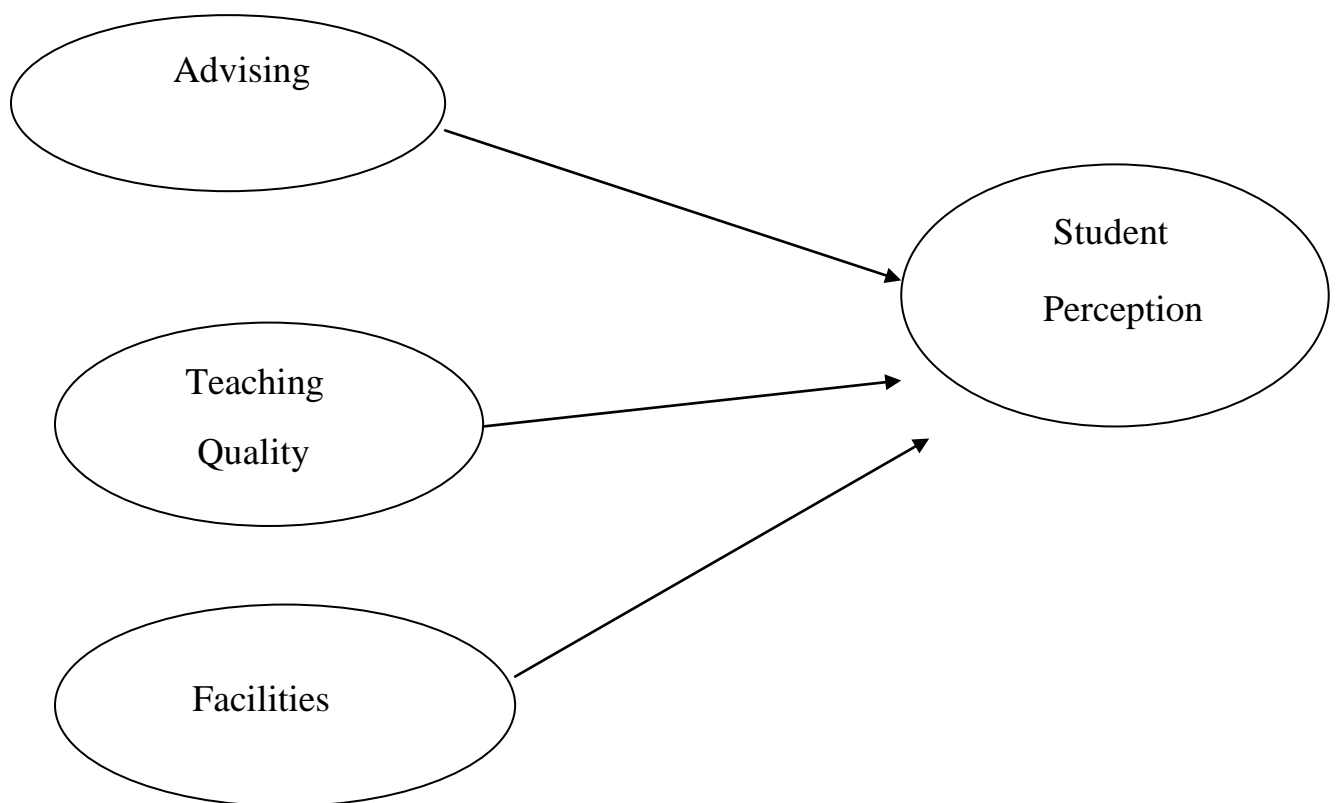 Advising
Student
Perception
Teaching
Quality
Facilities